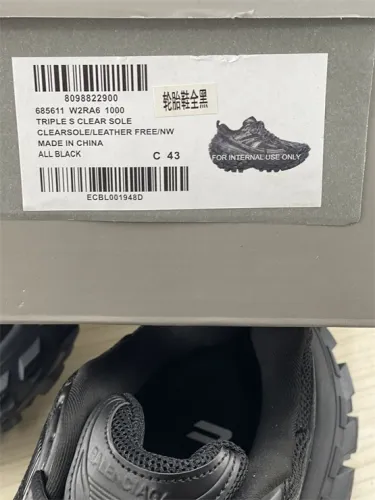 8098822900
轮胎鞋全黑
685611 W2RA6 1000
TRIPLE S CLEAR SOLE
CLEARSOLE/LEATHER FREE/NW
MADE IN CHINA
ALL BLACK
C 43
FOR INTERNAL USE ONLY
ECBL001948D